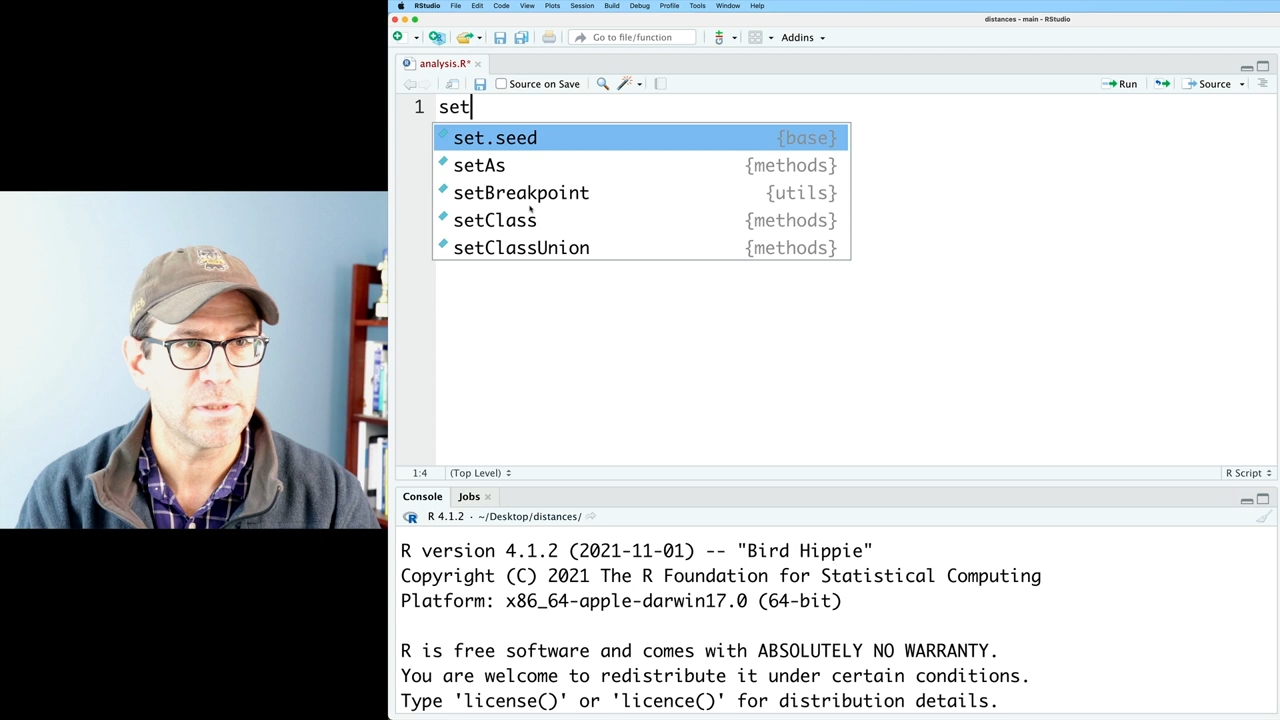 RStudio File Edit Code View Plots Session Build Debug Profile Tools Window Help
distances - main - RStudio
Go to file/function Addins
analysis.R*
Source on Save Run Source
1 set
set.seed {base}
setAs {methods}
setBreakpoint {utils}
setClass {methods}
setClassUnion {methods}
1:4 (Top Level) R Script
Console Jobs
R 4.1.2 · ~/Desktop/distances/
R version 4.1.2 (2021-11-01) -- "Bird Hippie"
Copyright (C) 2021 The R Foundation for Statistical Computing
Platform: x86_64-apple-darwin17.0 (64-bit)
R is free software and comes with ABSOLUTELY NO WARRANTY.
You are welcome to redistribute it under certain conditions.
Type 'license()' or 'licence()' for distribution details.